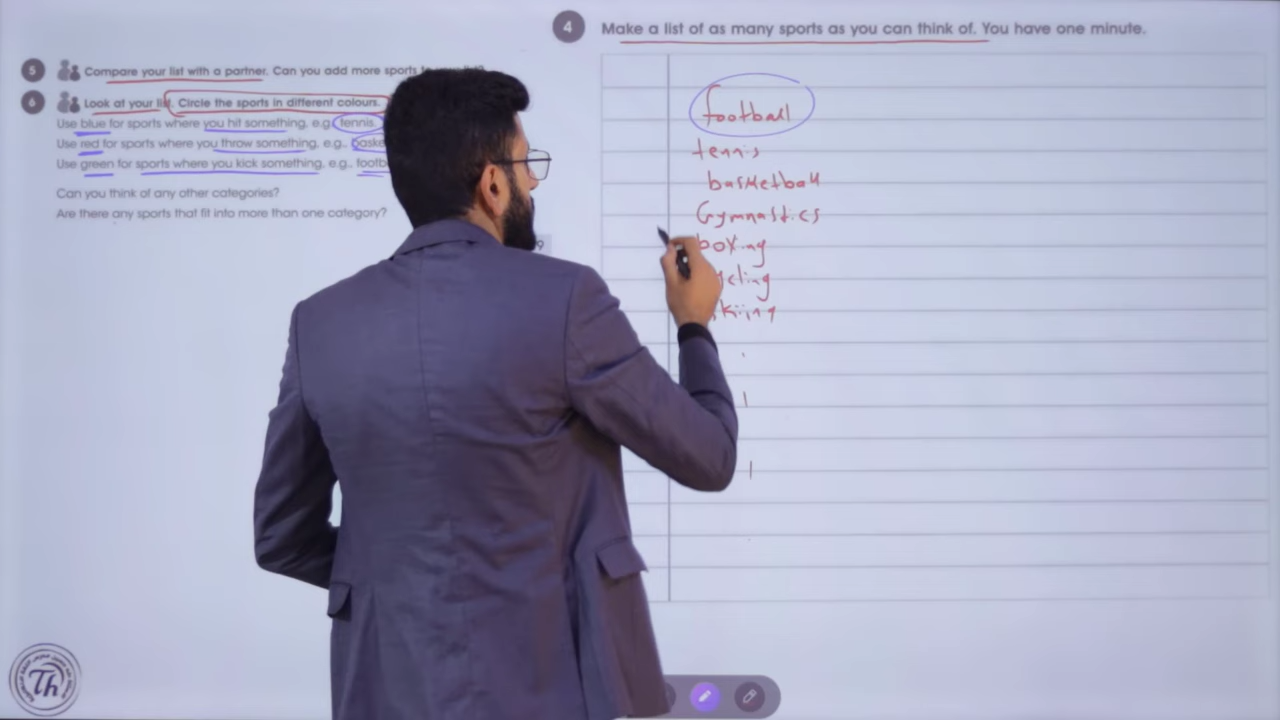 4 Make a list of as many sports as you can think of. You have one minute.
5 Compare your list with a partner. Can you add more sports
6 Look at your list. Circle the sports in different colours.
Use blue for sports where you hit something, e.g. tennis.
Use red for sports where you throw something, e.g.,
Use green for sports where you kick something, e.g.,
Can you think of any other categories?
Are there any sports that fit into more than one category?
football
tennis
basketball
Gymnastics
boxing
9
Th